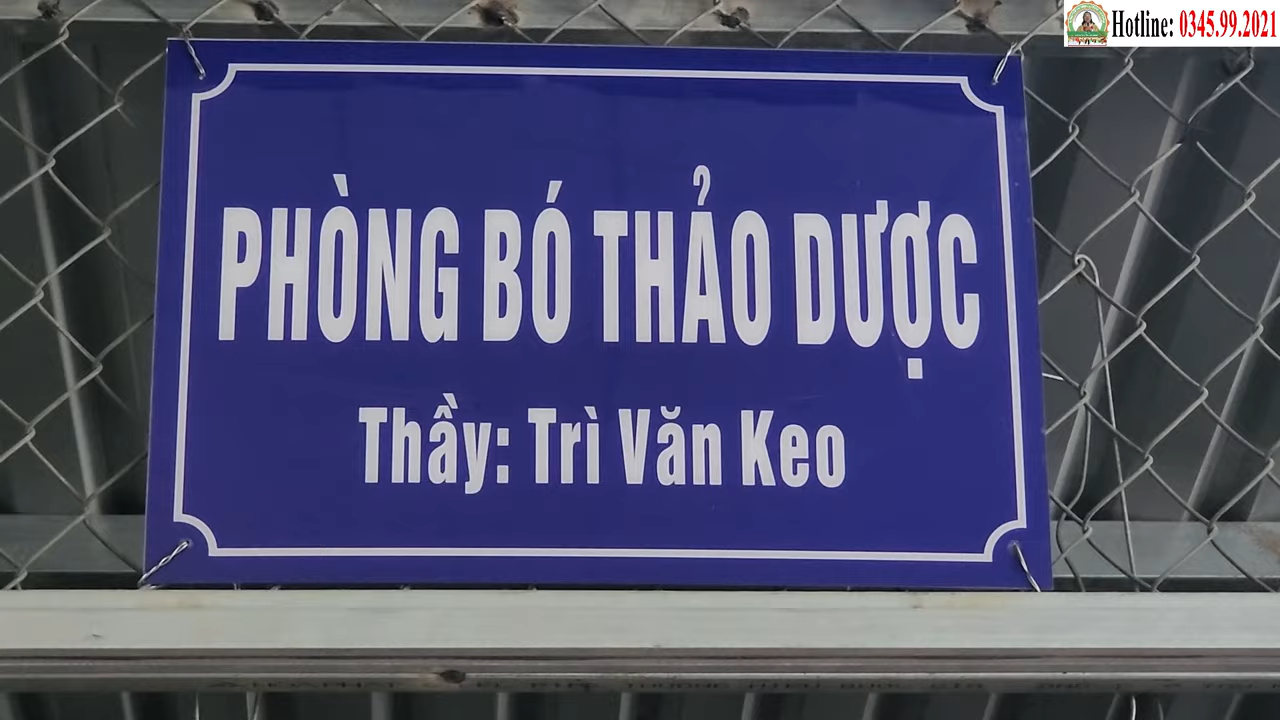 Hotline: 0345.99.2021
PHÒNG BÓ THẢO DƯỢC
Thầy: Trì Văn Keo